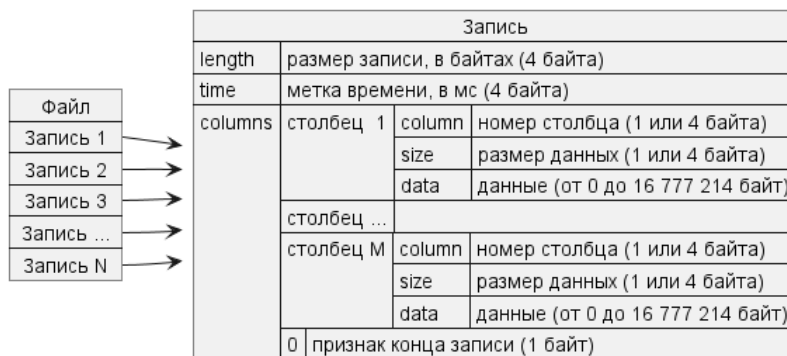 Файл
Запись 1
Запись 2
Запись 3
Запись ...
Запись N
Запись
length размер записи, в байтах (4 байта)
time метка времени, в мс (4 байта)
columns столбец 1 column номер столбца (1 или 4 байта)
size размер данных (1 или 4 байта)
data данные (от 0 до 16 777 214 байт)
столбец ...
столбец M column номер столбца (1 или 4 байта)
size размер данных (1 или 4 байта)
data данные (от 0 до 16 777 214 байт)
0 признак конца записи (1 байт)